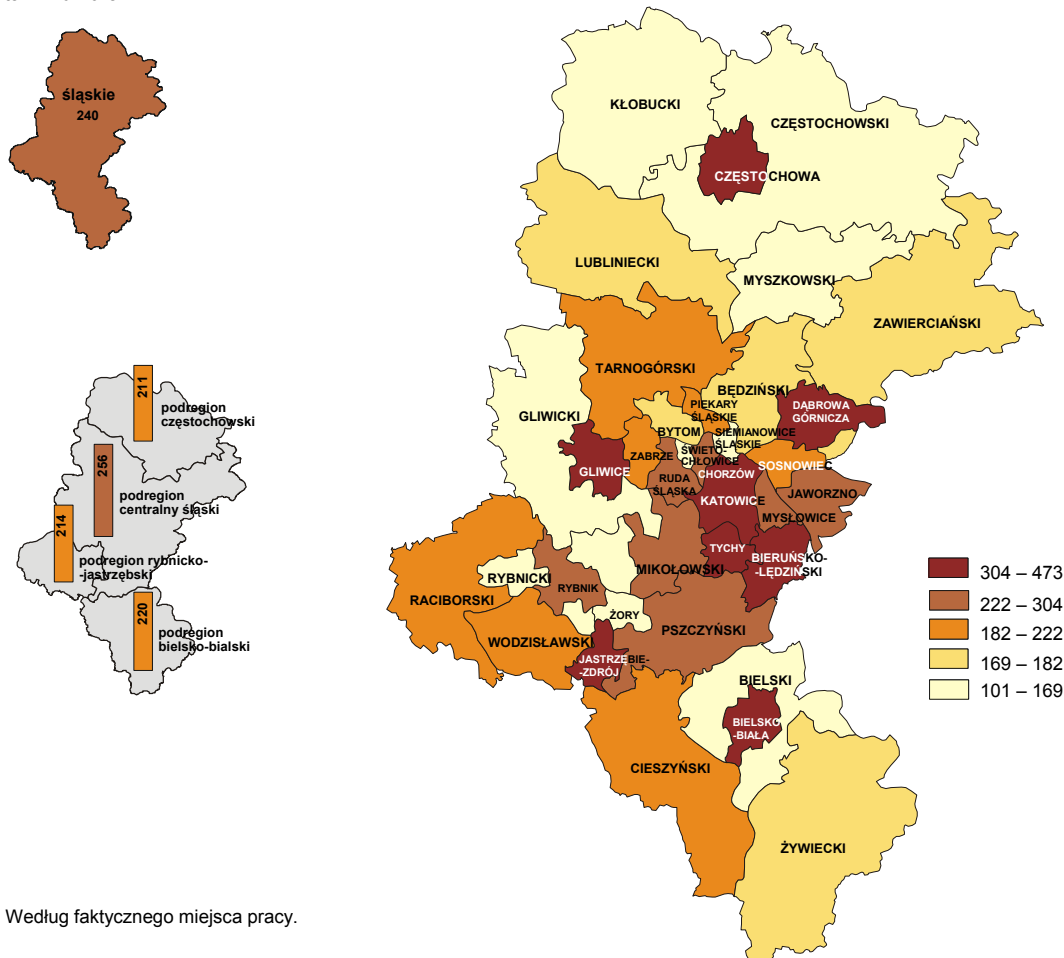 śląskie
240
211
podregion
częstochowski
256
podregion
centralny śląski
214
podregion rybnicko-
-jastrzębski
220
podregion
bielsko-bialski
KŁOBUCKI
CZĘSTOCHOWSKI
CZĘSTOCHOWA
LUBLINIECKI
MYSZKOWSKI
ZAWIERCIAŃSKI
TARNOGÓRSKI
BĘDZIŃSKI
GLIWICKI
PIEKARY
ŚLĄSKIE
DĄBROWA
GÓRNICZA
BYTOM
SIEMIANOWICE
ŚLĄSKIE
ZABRZE
ŚWIĘTO-
CHŁOWICE
GLIWICE
CHORZÓW
SOSNOWIEC
RUDA
ŚLĄSKA
KATOWICE
JAWORZNO
MYSŁOWICE
TYCHY
BIERUŃSKO-
-LĘDZIŃSKI
MIKOŁOWSKI
RYBNICKI
RYBNIK
RACIBORSKI
ŻORY
PSZCZYŃSKI
WODZISŁAWSKI
JASTRZĘBIE-
-ZDRÓJ
BIELSKI
BIELSKO
-BIAŁA
CIESZYŃSKI
ŻYWIECKI
304 – 473
222 – 304
182 – 222
169 – 182
101 – 169
Według faktycznego miejsca pracy.